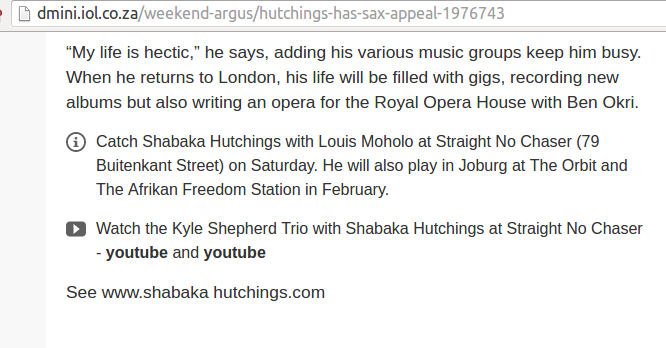 dmini.iol.co.za/weekend-argus/hutchings-has-sax-appeal-1976743
“My life is hectic,” he says, adding his various music groups keep him busy.
When he returns to London, his life will be filled with gigs, recording new
albums but also writing an opera for the Royal Opera House with Ben Okri.
Catch Shabaka Hutchings with Louis Moholo at Straight No Chaser (79
Buitenkant Street) on Saturday. He will also play in Joburg at The Orbit and
The Afrikan Freedom Station in February.
Watch the Kyle Shepherd Trio with Shabaka Hutchings at Straight No Chaser
- youtube and youtube
See www.shabaka hutchings.com